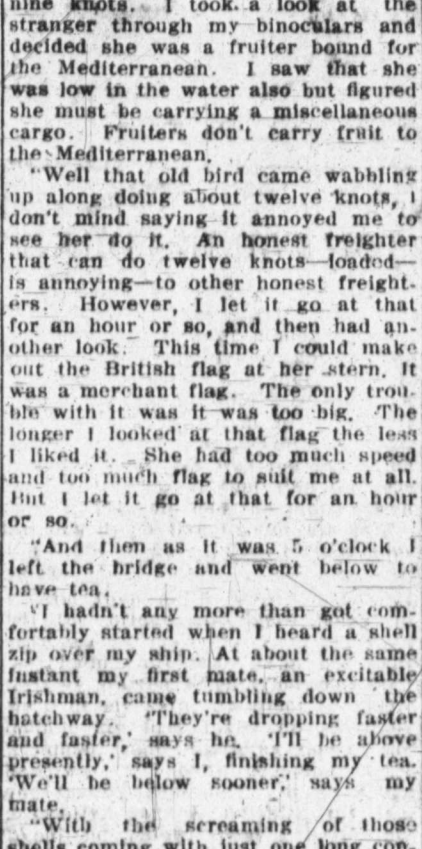 nine knots. I took a look at the
stranger through my binoculars and
decided she was a fruiter bound for
the Mediterranean. I saw that she
was low in the water also but figured
she must be carrying a miscellaneous
cargo. Fruiters don't carry fruit to
the Mediterranean.
"Well that old bird came wabbling
up along doing about twelve knots, I
don't mind saying it annoyed me to
see her do it. An honest freighter
that can do twelve knots—loaded—
is annoying—to other honest freight-
ers. However, I let it go at that
for an hour or so, and then had an-
other look. This time I could make
out the British flag at her stern. It
was a merchant flag. The only trou-
ble with it was it was too big. The
longer I looked at that flag the less
I liked it. She had too much speed
and too much flag to suit me at all.
But I let it go at that for an hour
or so.
"And then as it was 5 o'clock I
left the bridge and went below to
have tea.
"I hadn't any more than got com-
fortably started when I heard a shell
zip over my ship. At about the same
instant my first mate, an excitable
Irishman, came tumbling down the
hatchway. 'They're dropping faster
and faster,' says he. 'I'll be above
presently,' says I, finishing my tea.
'We'll be below sooner,' says my
mate.
"With the screaming of those
shells coming with just one long con-